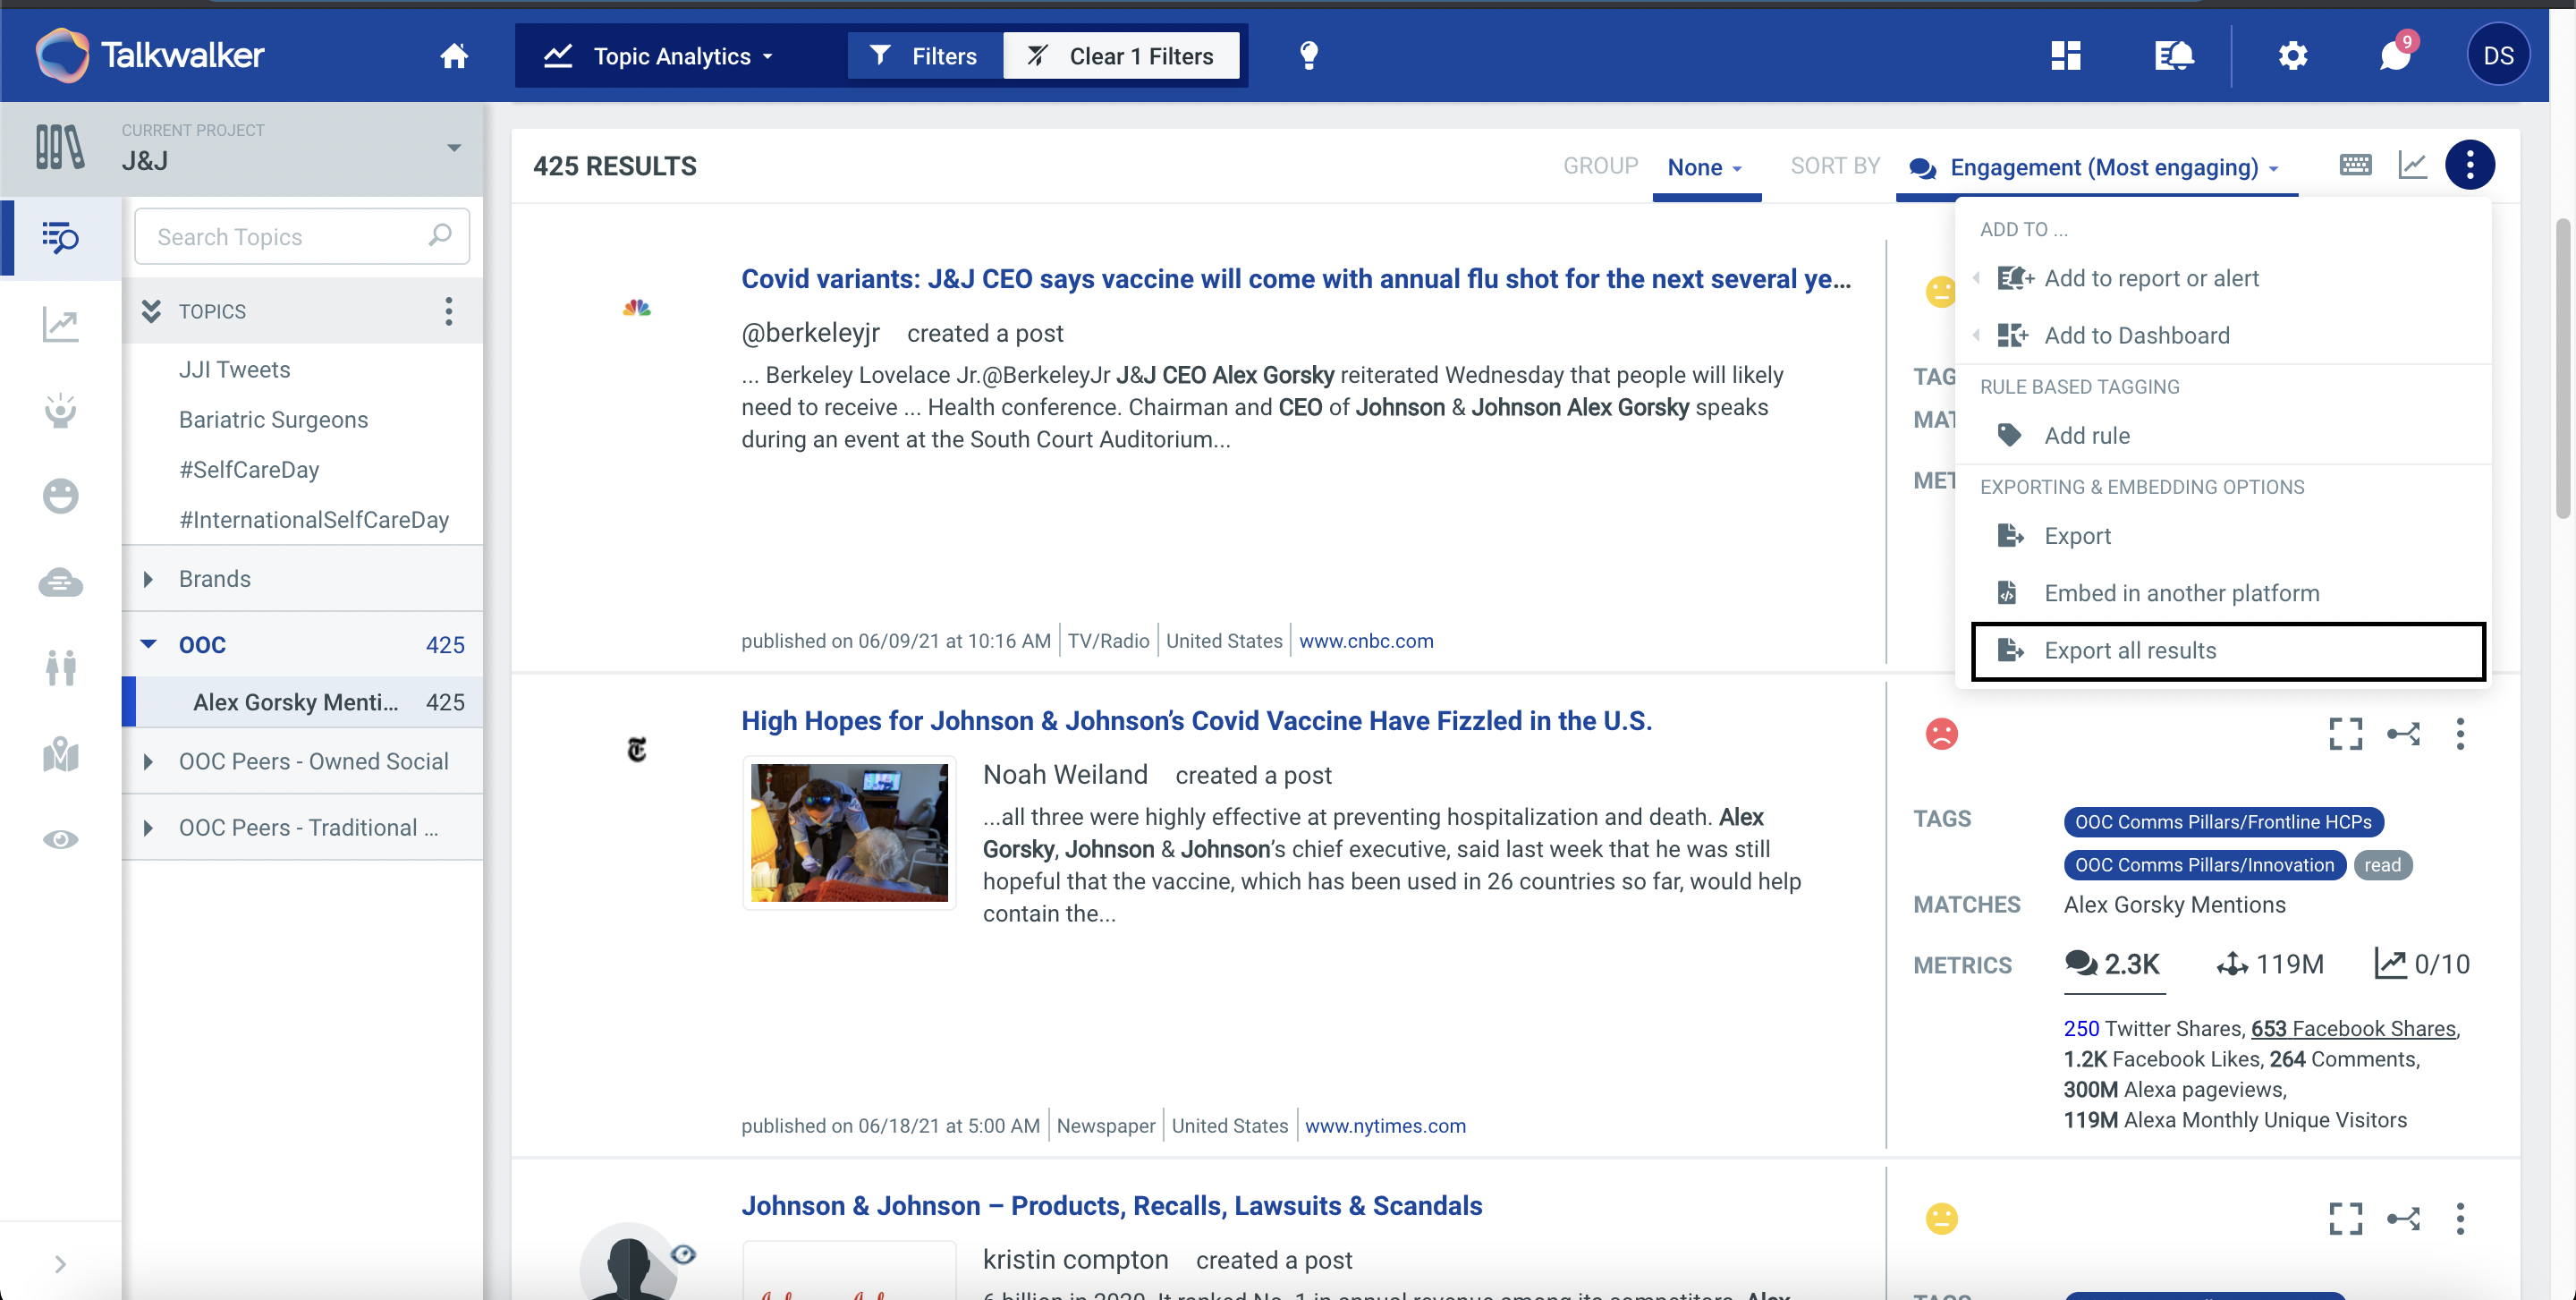 Talkwalker
Topic Analytics
Filters
Clear 1 Filters
9
DS
CURRENT PROJECT
J&J
Search Topics
TOPICS
JJI Tweets
Bariatric Surgeons
#SelfCareDay
#InternationalSelfCareDay
Brands
OOC 425
Alex Gorsky Menti... 425
OOC Peers - Owned Social
OOC Peers - Traditional ...
425 RESULTS
GROUP None
SORT BY Engagement (Most engaging)
ADD TO ...
Add to report or alert
Add to Dashboard
RULE BASED TAGGING
Add rule
EXPORTING & EMBEDDING OPTIONS
Export
Embed in another platform
Export all results
Covid variants: J&J CEO says vaccine will come with annual flu shot for the next several ye...
@berkeleyjr created a post
... Berkeley Lovelace Jr.@BerkeleyJr J&J CEO Alex Gorsky reiterated Wednesday that people will likely
need to receive ... Health conference. Chairman and CEO of Johnson & Johnson Alex Gorsky speaks
during an event at the South Court Auditorium...
TAG
MAT
MET
published on 06/09/21 at 10:16 AM | TV/Radio | United States | www.cnbc.com
High Hopes for Johnson & Johnson's Covid Vaccine Have Fizzled in the U.S.
Noah Weiland created a post
...all three were highly effective at preventing hospitalization and death. Alex
Gorsky, Johnson & Johnson's chief executive, said last week that he was still
hopeful that the vaccine, which has been used in 26 countries so far, would help
contain the...
published on 06/18/21 at 5:00 AM | Newspaper | United States | www.nytimes.com
TAGS
OOC Comms Pillars/Frontline HCPs
OOC Comms Pillars/Innovation read
MATCHES Alex Gorsky Mentions
METRICS 2.3K 119M 0/10
250 Twitter Shares, 653 Facebook Shares,
1.2K Facebook Likes, 264 Comments,
300M Alexa pageviews,
119M Alexa Monthly Unique Visitors
Johnson & Johnson – Products, Recalls, Lawsuits & Scandals
kristin compton created a post